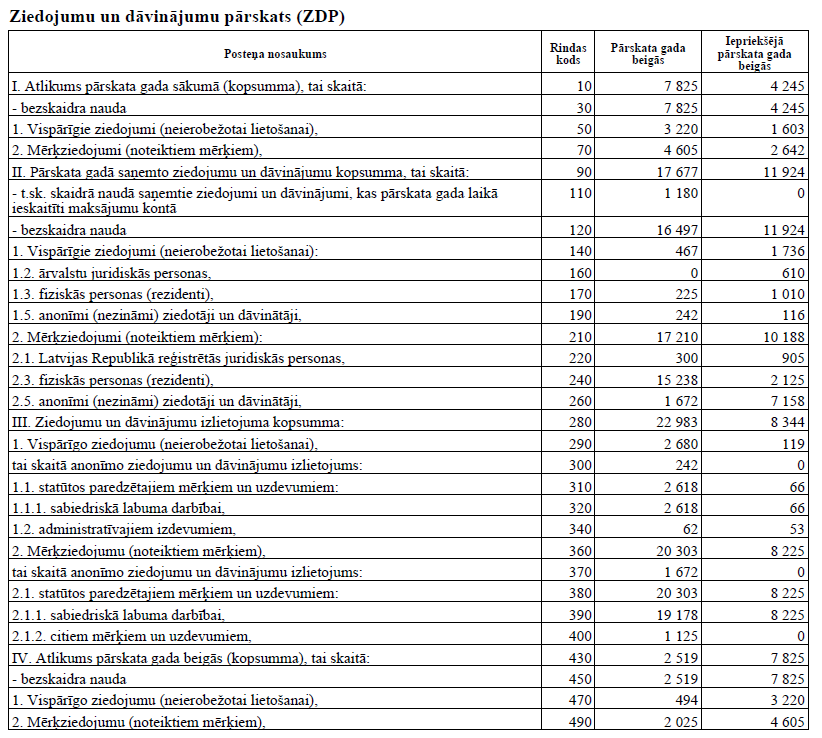 Ziedojumu un dāvinājumu pārskats (ZDP)
Posteņa nosaukums Rindas kods Pārskata gada beigās Iepriekšējā pārskata gada beigās
I. Atlikums pārskata gada sākumā (kopsumma), tai skaitā: 10 7 825 4 245
- bezskaidra nauda 30 7 825 4 245
1. Vispārīgie ziedojumi (neierobežotai lietošanai), 50 3 220 1 603
2. Mērķziedojumi (noteiktiem mērķiem), 70 4 605 2 642
II. Pārskata gadā saņemto ziedojumu un dāvinājumu kopsumma, tai skaitā: 90 17 677 11 924
- t.sk. skaidrā naudā saņemtie ziedojumi un dāvinājumi, kas pārskata gada laikā 110 1 180 0
ieskaitīti maksājumu kontā
- bezskaidra nauda 120 16 497 11 924
1. Vispārīgie ziedojumi (neierobežotai lietošanai): 140 467 1 736
1.2. ārvalstu juridiskās personas, 160 0 610
1.3. fiziskās personas (rezidenti), 170 225 1 010
1.5. anonīmi (nezināmi) ziedotāji un dāvinātāji, 190 242 116
2. Mērķziedojumi (noteiktiem mērķiem): 210 17 210 10 188
2.1. Latvijas Republikā reģistrētās juridiskās personas, 220 300 905
2.3. fiziskās personas (rezidenti), 240 15 238 2 125
2.5. anonīmi (nezināmi) ziedotāji un dāvinātāji, 260 1 672 7 158
III. Ziedojumu un dāvinājumu izlietojuma kopsumma: 280 22 983 8 344
1. Vispārīgo ziedojumu (neierobežotai lietošanai), 290 2 680 119
tai skaitā anonīmo ziedojumu un dāvinājumu izlietojums: 300 242 0
1.1. statūtos paredzētajiem mērķiem un uzdevumiem: 310 2 618 66
1.1.1. sabiedriskā labuma darbībai, 320 2 618 66
1.2. administratīvajiem izdevumiem, 340 62 53
2. Mērķziedojumu (noteiktiem mērķiem), 360 20 303 8 225
tai skaitā anonīmo ziedojumu un dāvinājumu izlietojums: 370 1 672 0
2.1. statūtos paredzētajiem mērķiem un uzdevumiem: 380 20 303 8 225
2.1.1. sabiedriskā labuma darbībai, 390 19 178 8 225
2.1.2. citiem mērķiem un uzdevumiem, 400 1 125 0
IV. Atlikums pārskata gada beigās (kopsumma), tai skaitā: 430 2 519 7 825
- bezskaidra nauda 450 2 519 7 825
1. Vispārīgo ziedojumu (neierobežotai lietošanai), 470 494 3 220
2. Mērķziedojumu (noteiktiem mērķiem), 490 2 025 4 605